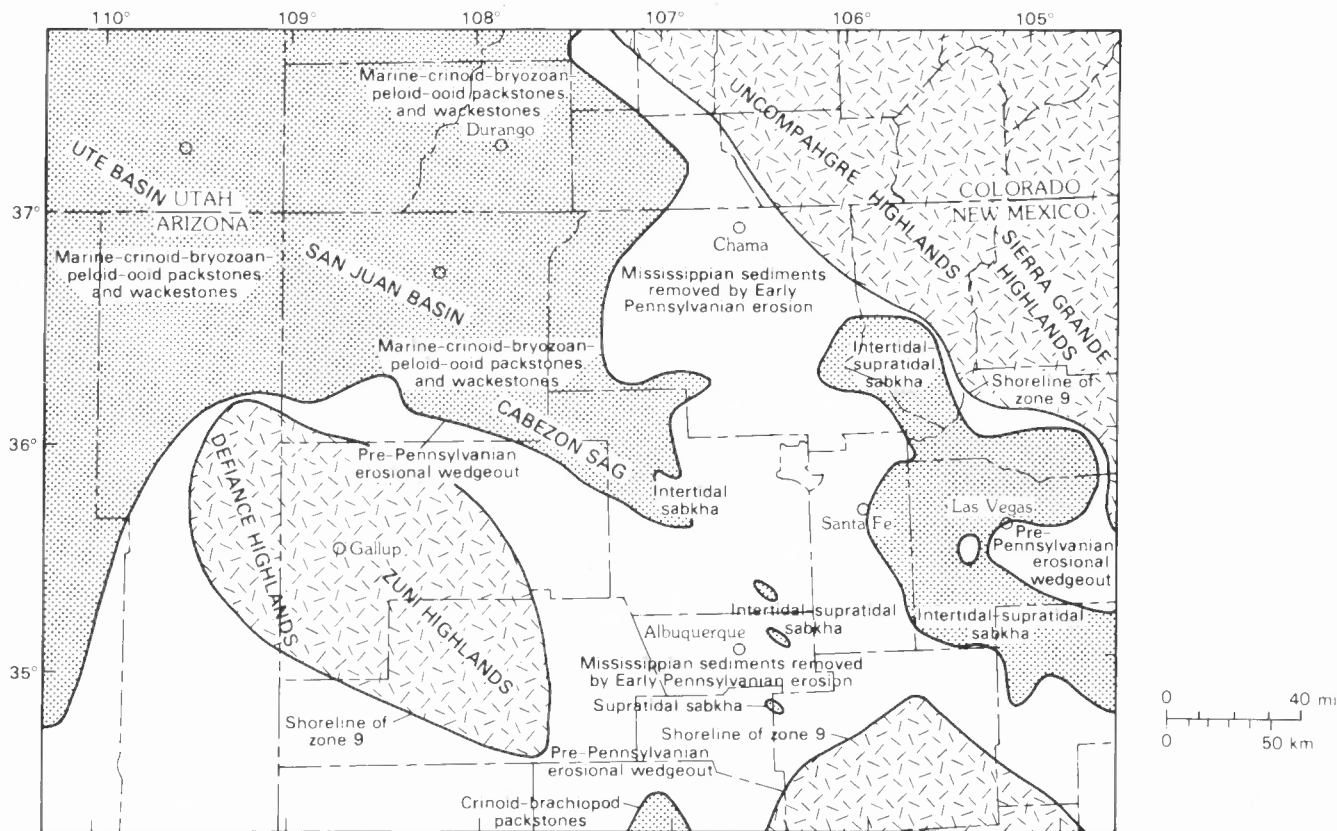 110° 109° 108° 107° 106° 105°
Marine-crinoid-bryozoan
peloid-ooid packstones
and wackestones
Durango
UNCOMPAHGRE HIGHLANDS
UTE BASIN
UTAH
ARIZONA
COLORADO
NEW MEXICO
37°
SIERRA GRANDE
HIGHLANDS
Chama
Marine-crinoid-bryozoan-
peloid-ooid packstones
and wackestones
SAN JUAN BASIN
Mississippian sediments
removed by Early
Pennsylvanian erosion
Marine-crinoid-bryozoan-
peloid-ooid packstones
and wackestones
Intertidal-
supratidal
sabkha
Shoreline of
zone 9
36°
CABEZON SAG
DEFIANCE HIGHLANDS
Pre-Pennsylvanian
erosional wedgeout
Intertidal
sabkha
Santa Fe
Las Vegas
Pre-
Pennsylvanian
erosional
wedgeout
Gallup
ZUNI HIGHLANDS
Intertidal-supratidal
sabkha
Intertidal-supratidal
sabkha
Albuquerque
35°
Mississippian sediments removed
by Early Pennsylvanian erosion
Supratidal sabkha
Shoreline of
zone 9
Shoreline of zone 9
Pre-Pennsylvanian
erosional wedgeout
Crinoid-brachiopod
packstones
0 40 mi
0 50 km